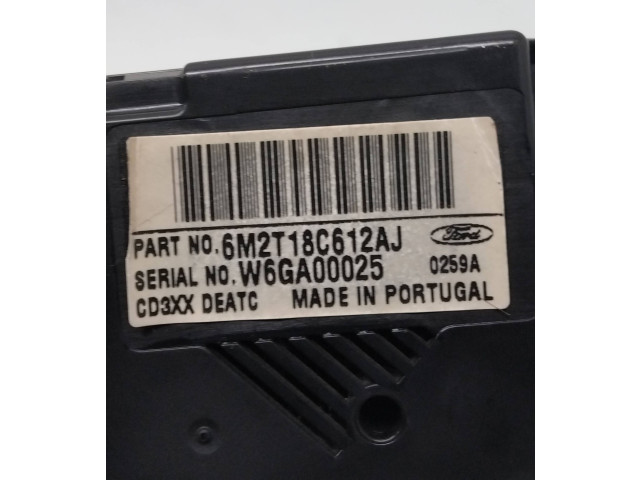 PART NO. 6M2T18C612AJ Ford
SERIAL NO. W6GA00025 0259A
CD3XX DEATC MADE IN PORTUGAL